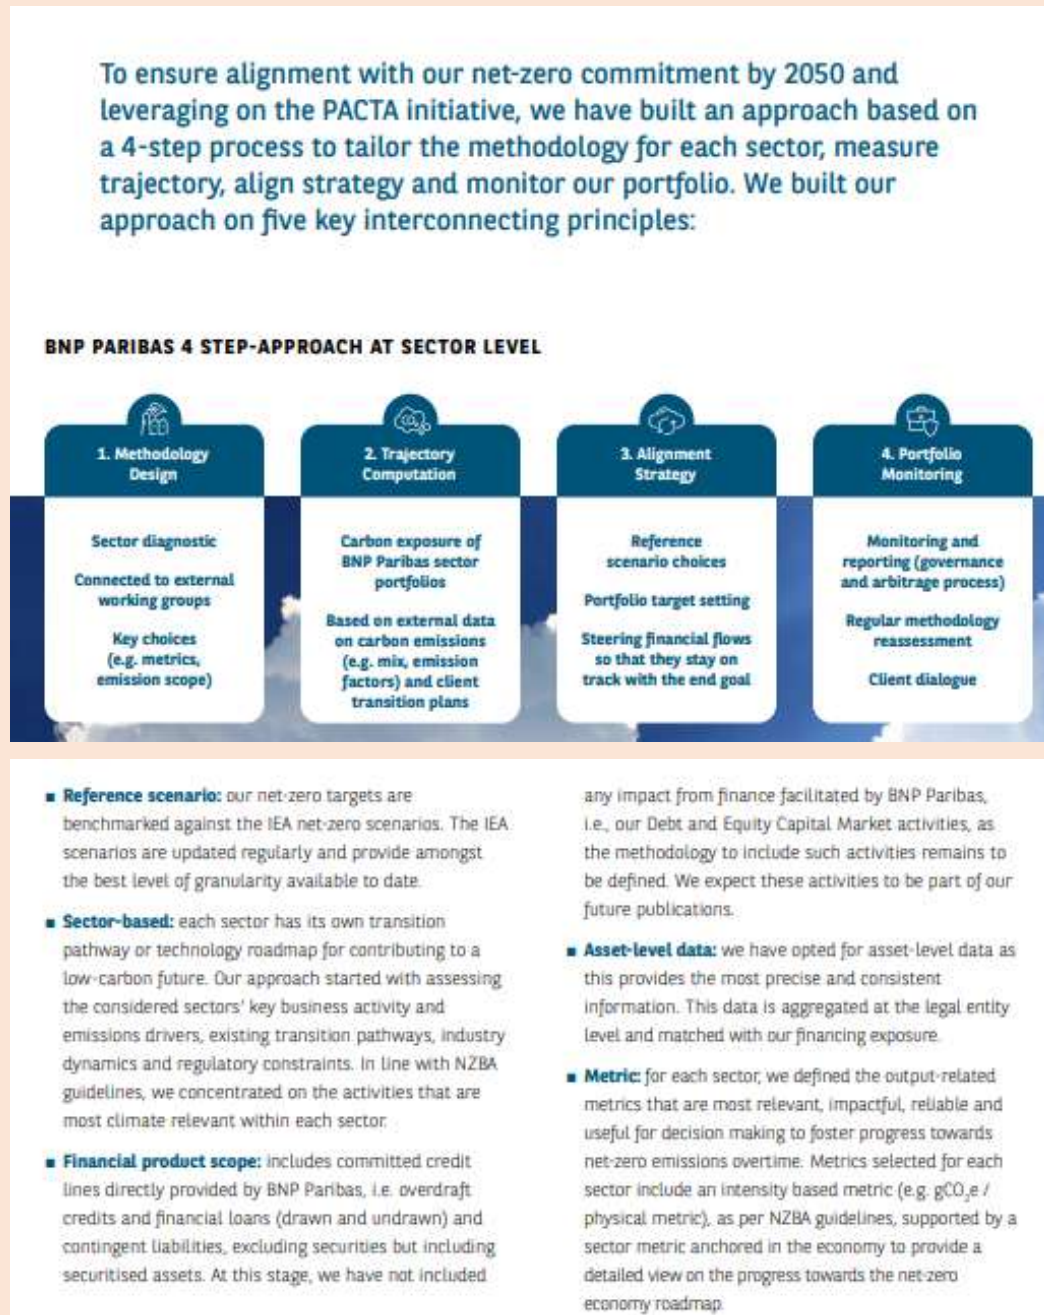 To ensure alignment with our net-zero commitment by 2050 and
leveraging on the PACTA initiative, we have built an approach based on
a 4-step process to tailor the methodology for each sector, measure
trajectory, align strategy and monitor our portfolio. We built our
approach on five key interconnecting principles:
BNP PARIBAS 4 STEP-APPROACH AT SECTOR LEVEL
1. Methodology
Design
Sector diagnostic
Connected to external
working groups
Key choices
(e.g. metrics,
emission scope)
2. Trajectory
Computation
Carbon exposure of
BNP Paribas sector
portfolios
Based on external data
on carbon emissions
(e.g. mix, emission
factors) and client
transition plans
3. Alignment
Strategy
Reference
scenario choices
Portfolio target setting
Steering financial flows
so that they stay on
track with the end goal
4. Portfolio
Monitoring
Monitoring and
reporting (governance
and arbitrage process)
Regular methodology
reassessment
Client dialogue
■ Reference scenario: our net-zero targets are
benchmarked against the IEA net-zero scenarios. The IEA
scenarios are updated regularly and provide amongst
the best level of granularity available to date.
■ Sector-based: each sector has its own transition
pathway or technology roadmap for contributing to a
low-carbon future. Our approach started with assessing
the considered sectors' key business activity and
emissions drivers, existing transition pathways, industry
dynamics and regulatory constraints. In line with NZBA
guidelines, we concentrated on the activities that are
most climate relevant within each sector.
■ Financial product scope: includes committed credit
lines directly provided by BNP Paribas, i.e. overdraft
credits and financial loans (drawn and undrawn) and
contingent liabilities, excluding securities but including
securitised assets. At this stage, we have not included
any impact from finance facilitated by BNP Paribas,
i.e., our Debt and Equity Capital Market activities, as
the methodology to include such activities remains to
be defined. We expect these activities to be part of our
future publications.
■ Asset-level data: we have opted for asset-level data as
this provides the most precise and consistent
information. This data is aggregated at the legal entity
level and matched with our financing exposure.
■ Metric: for each sector, we defined the output-related
metrics that are most relevant, impactful, reliable and
useful for decision making to foster progress towards
net-zero emissions overtime. Metrics selected for each
sector include an intensity based metric (e.g. gCO₂e /
physical metric), as per NZBA guidelines, supported by a
sector metric anchored in the economy to provide a
detailed view on the progress towards the net-zero
economy roadmap.